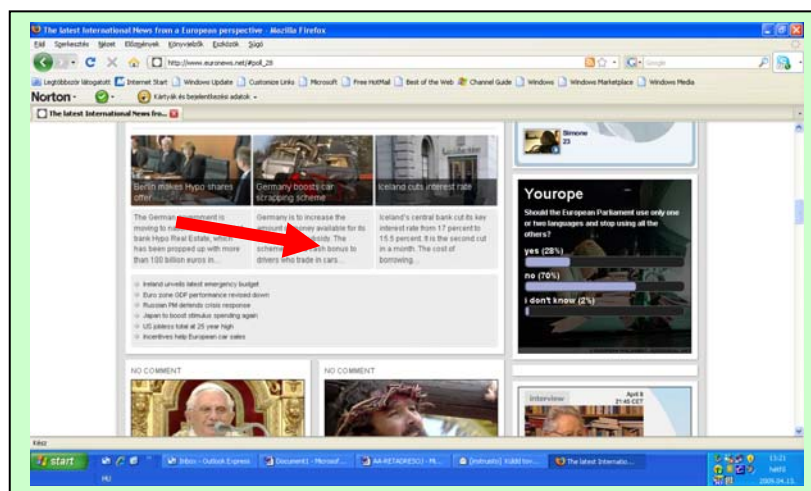 The latest International News from a European perspective - Mozilla Firefox
Fájl Szerkesztés Nézet Előzmények Könyvjelzők Eszközök Súgó
http://www.euronews.net/#poll_28
Google
Legtöbbször látogatott Internet Start Windows Update Customize Links Microsoft Free HotMail Best of the Web Channel Guide Windows Windows Marketplace Windows Media
Norton
Kártyák és bejelentkezési adatok
The latest International News fro...
Simone
23
Berlin makes Hypo shares
offer
Germany boosts car
scrapping scheme
Iceland cuts interest rate
The German government is
moving to
bank Hypo Real Estate, which
has been propped up with more
than 100 billion euros in...
Germany is to increase the
amount of money available for its
subsidy. The
scheme cash bonus to
drivers who trade in cars...
Iceland's central bank cut its key
interest rate from 17 percent to
15.5 percent. It is the second cut
in a month. The cost of
borrowing...
Ireland unveils latest emergency budget
Euro zone GDP performance revised down
Russian PM defends crisis response
Japan to boost stimulus spending again
US jobless total at 25 year high
Incentives help European car sales
Yourope
Should the European Parliament use only one
or two languages and stop using all the
others?
yes (28%)
no (70%)
i don't know (2%)
NO COMMENT
NO COMMENT
interview
April 8
21:45 CET
Kész
start
Inbox - Outlook Express
Document1 - Microsof...
The latest Internatio...
HU
13:21
hétfő
2009.04.13.